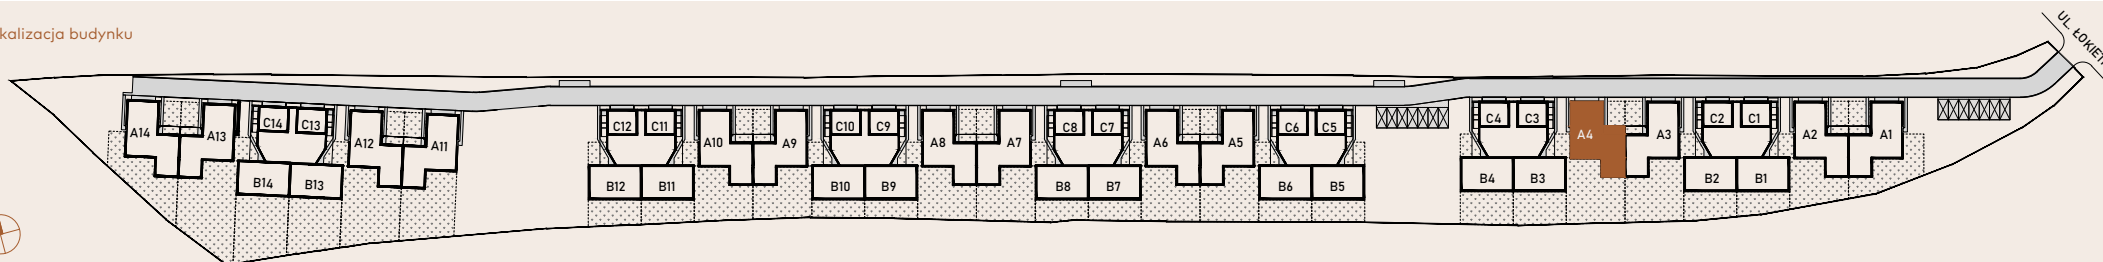 kalizacja budynku
UL. ŁOKIET
A14 A13 C14 C13 A12 A11 C12 C11 A10 A9 C10 C9 A8 A7 C8 C7 A6 A5 C6 C5 C4 C3 A4 A3 C2 C1 A2 A1
B14 B13 B12 B11 B10 B9 B8 B7 B6 B5 B4 B3 B2 B1